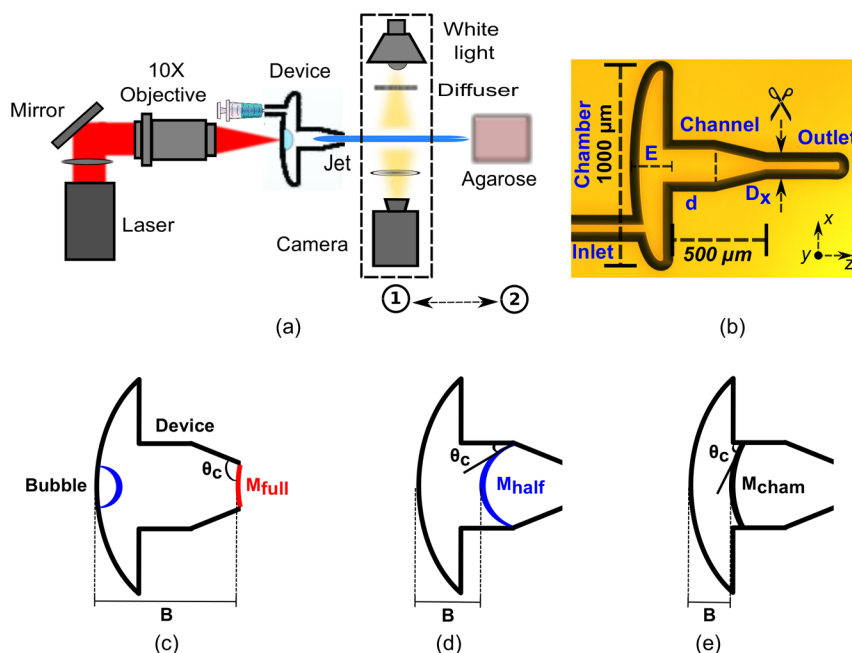 White
light
10X
Objective
Device
Mirror
Diffuser
Jet
Agarose
Laser
Camera
1
2
(a)
Chamber
1000 μm
Channel
Outlet
E
d
Dx
Inlet
500 μm
x
y
z
(b)
Device
θc
Bubble
Mfull
B
(c)
θc
Mhalf
B
(d)
θc
Mcham
B
(e)